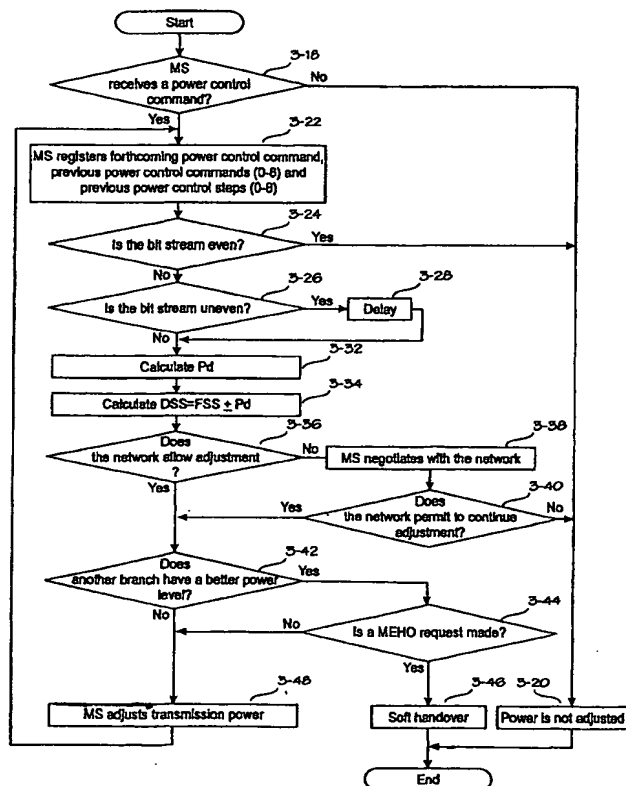 Start
3-18
MS
receives a power control
command?
No
Yes
3-22
MS registers forthcoming power control command,
previous power control commands (0-8) and
previous power control steps (0-8)
3-24
Is the bit stream even?
Yes
No
3-26
3-28
Is the bit stream uneven?
Yes
Delay
No
Calculate Pd
3-32
3-34
Calculate DSS=FSS ± Pd
3-36
3-38
Does
the network allow adjustment
?
No
MS negotiates with the network
Yes
3-40
Yes
Does
the network permit to continue
adjustment?
No
3-42
Does
another branch have a better power
level?
Yes
3-44
No
No
Is a MEHO request made?
Yes
3-48
3-46
3-20
MS adjusts transmission power
Soft handover
Power is not adjusted
End